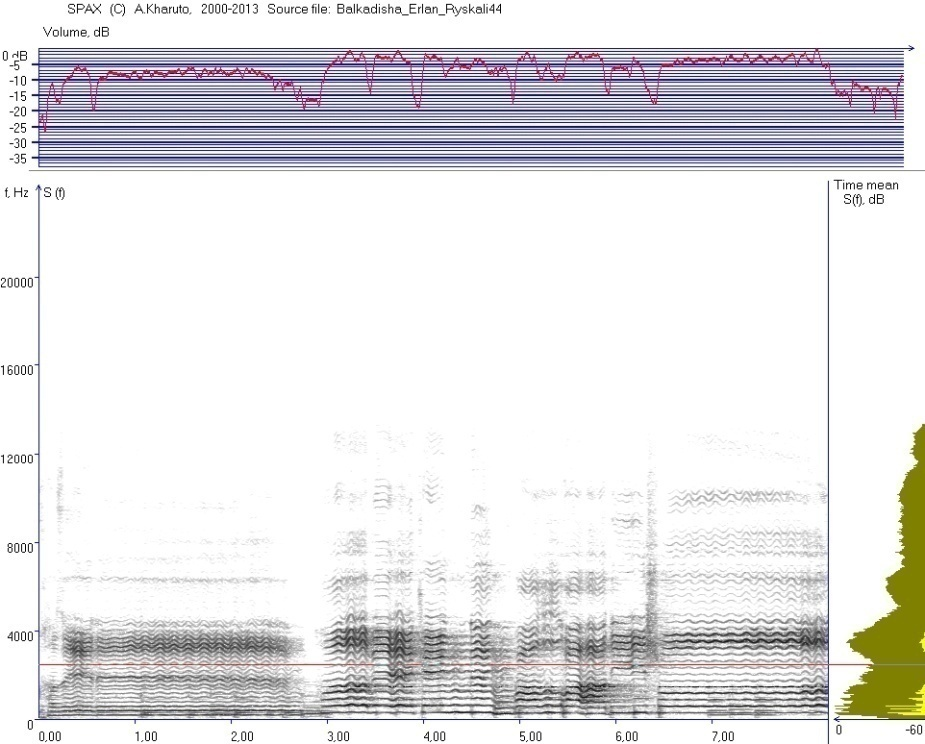 SPAX (C) A.Kharuto, 2000-2013 Source file: Balkadisha_Erlan_Ryskali44
Volume, dB
0 dB
-5
-10
-15
-20
-25
-30
-35
f, Hz S (f)
Time mean
S(f), dB
20000
16000
12000
8000
4000
0
0,00 1,00 2,00 3,00 4,00 5,00 6,00 7,00
0 -60